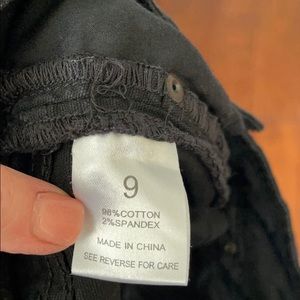 9
98%COTTON
2%SPANDEX
MADE IN CHINA
SEE REVERSE FOR CARE